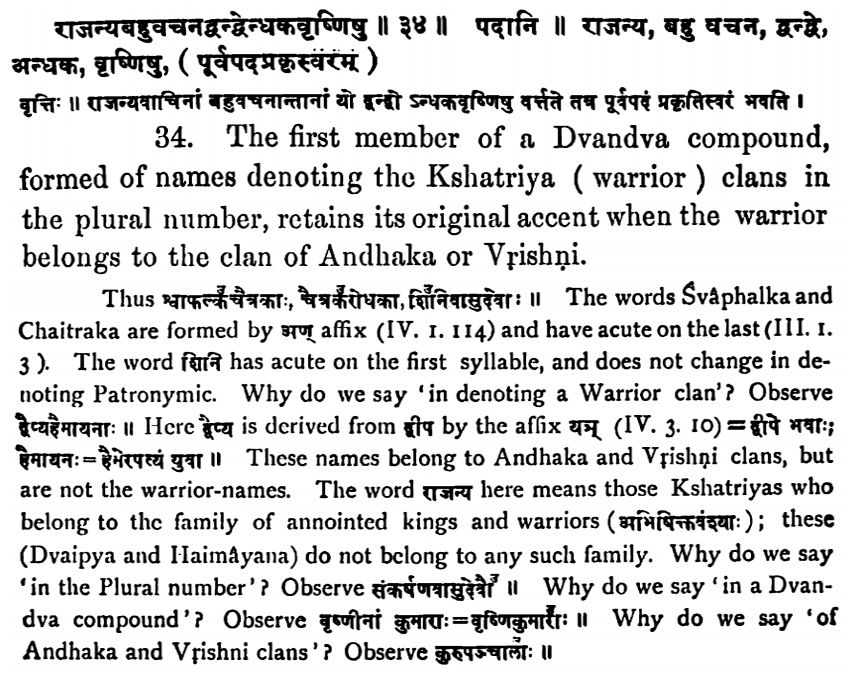 राजन्यबहुवचनद्वन्द्वेन्धकवृष्णिषु ॥ ३४ ॥ पदानि ॥ राजन्य, बहु वचन, द्वन्द्वे,
अन्धक, वृष्णिषु, ( पूर्वपदप्रकृस्वरम् )
वृत्तिः ॥ राजन्यवाचिनां बहुवचनान्तानां यो द्वन्द्वो ऽन्धकवृष्णिषु वर्त्तते तत्र पूर्वपदं प्रकृतिस्वरं भवति ।
34. The first member of a Dvandva compound,
formed of names denoting the Kshatriya ( warrior ) clans in
the plural number, retains its original accent when the warrior
belongs to the clan of Andhaka or Vṛishṇi.
Thus श्वाफल्कँचैत्रकाः, चैत्रकँरोधका, शिँनिवासुदेवाः ॥ The words Śvâphalka and
Chaitraka are formed by अण् affix (IV. 1. 114) and have acute on the last (III. 1.
3 ). The word शिनि has acute on the first syllable, and does not change in de-
noting Patronymic. Why do we say 'in denoting a Warrior clan'? Observe
द्वैप्यहैमायनाः ॥ Here द्वैप्य is derived from द्वीप by the affix यञ् (IV. 3. 10) = द्वीपे भवाः;
हैमायनः = हैमेरपत्यं युवा ॥ These names belong to Andhaka and Vṛishṇi clans, but
are not the warrior-names. The word राजन्य here means those Kshatriyas who
belong to the family of annointed kings and warriors (अभिषिक्तवंश्याः); these
(Dvaipya and Haimâyana) do not belong to any such family. Why do we say
'in the Plural number'? Observe संकर्षणवासुदेवौँ ॥ Why do we say 'in a Dvan-
dva compound'? Observe वृष्णीनां कुमाराः = वृष्णिकुमाराँः ॥ Why do we say 'of
Andhaka and Vṛishni clans'? Observe कुरुपञ्चालाँः ॥